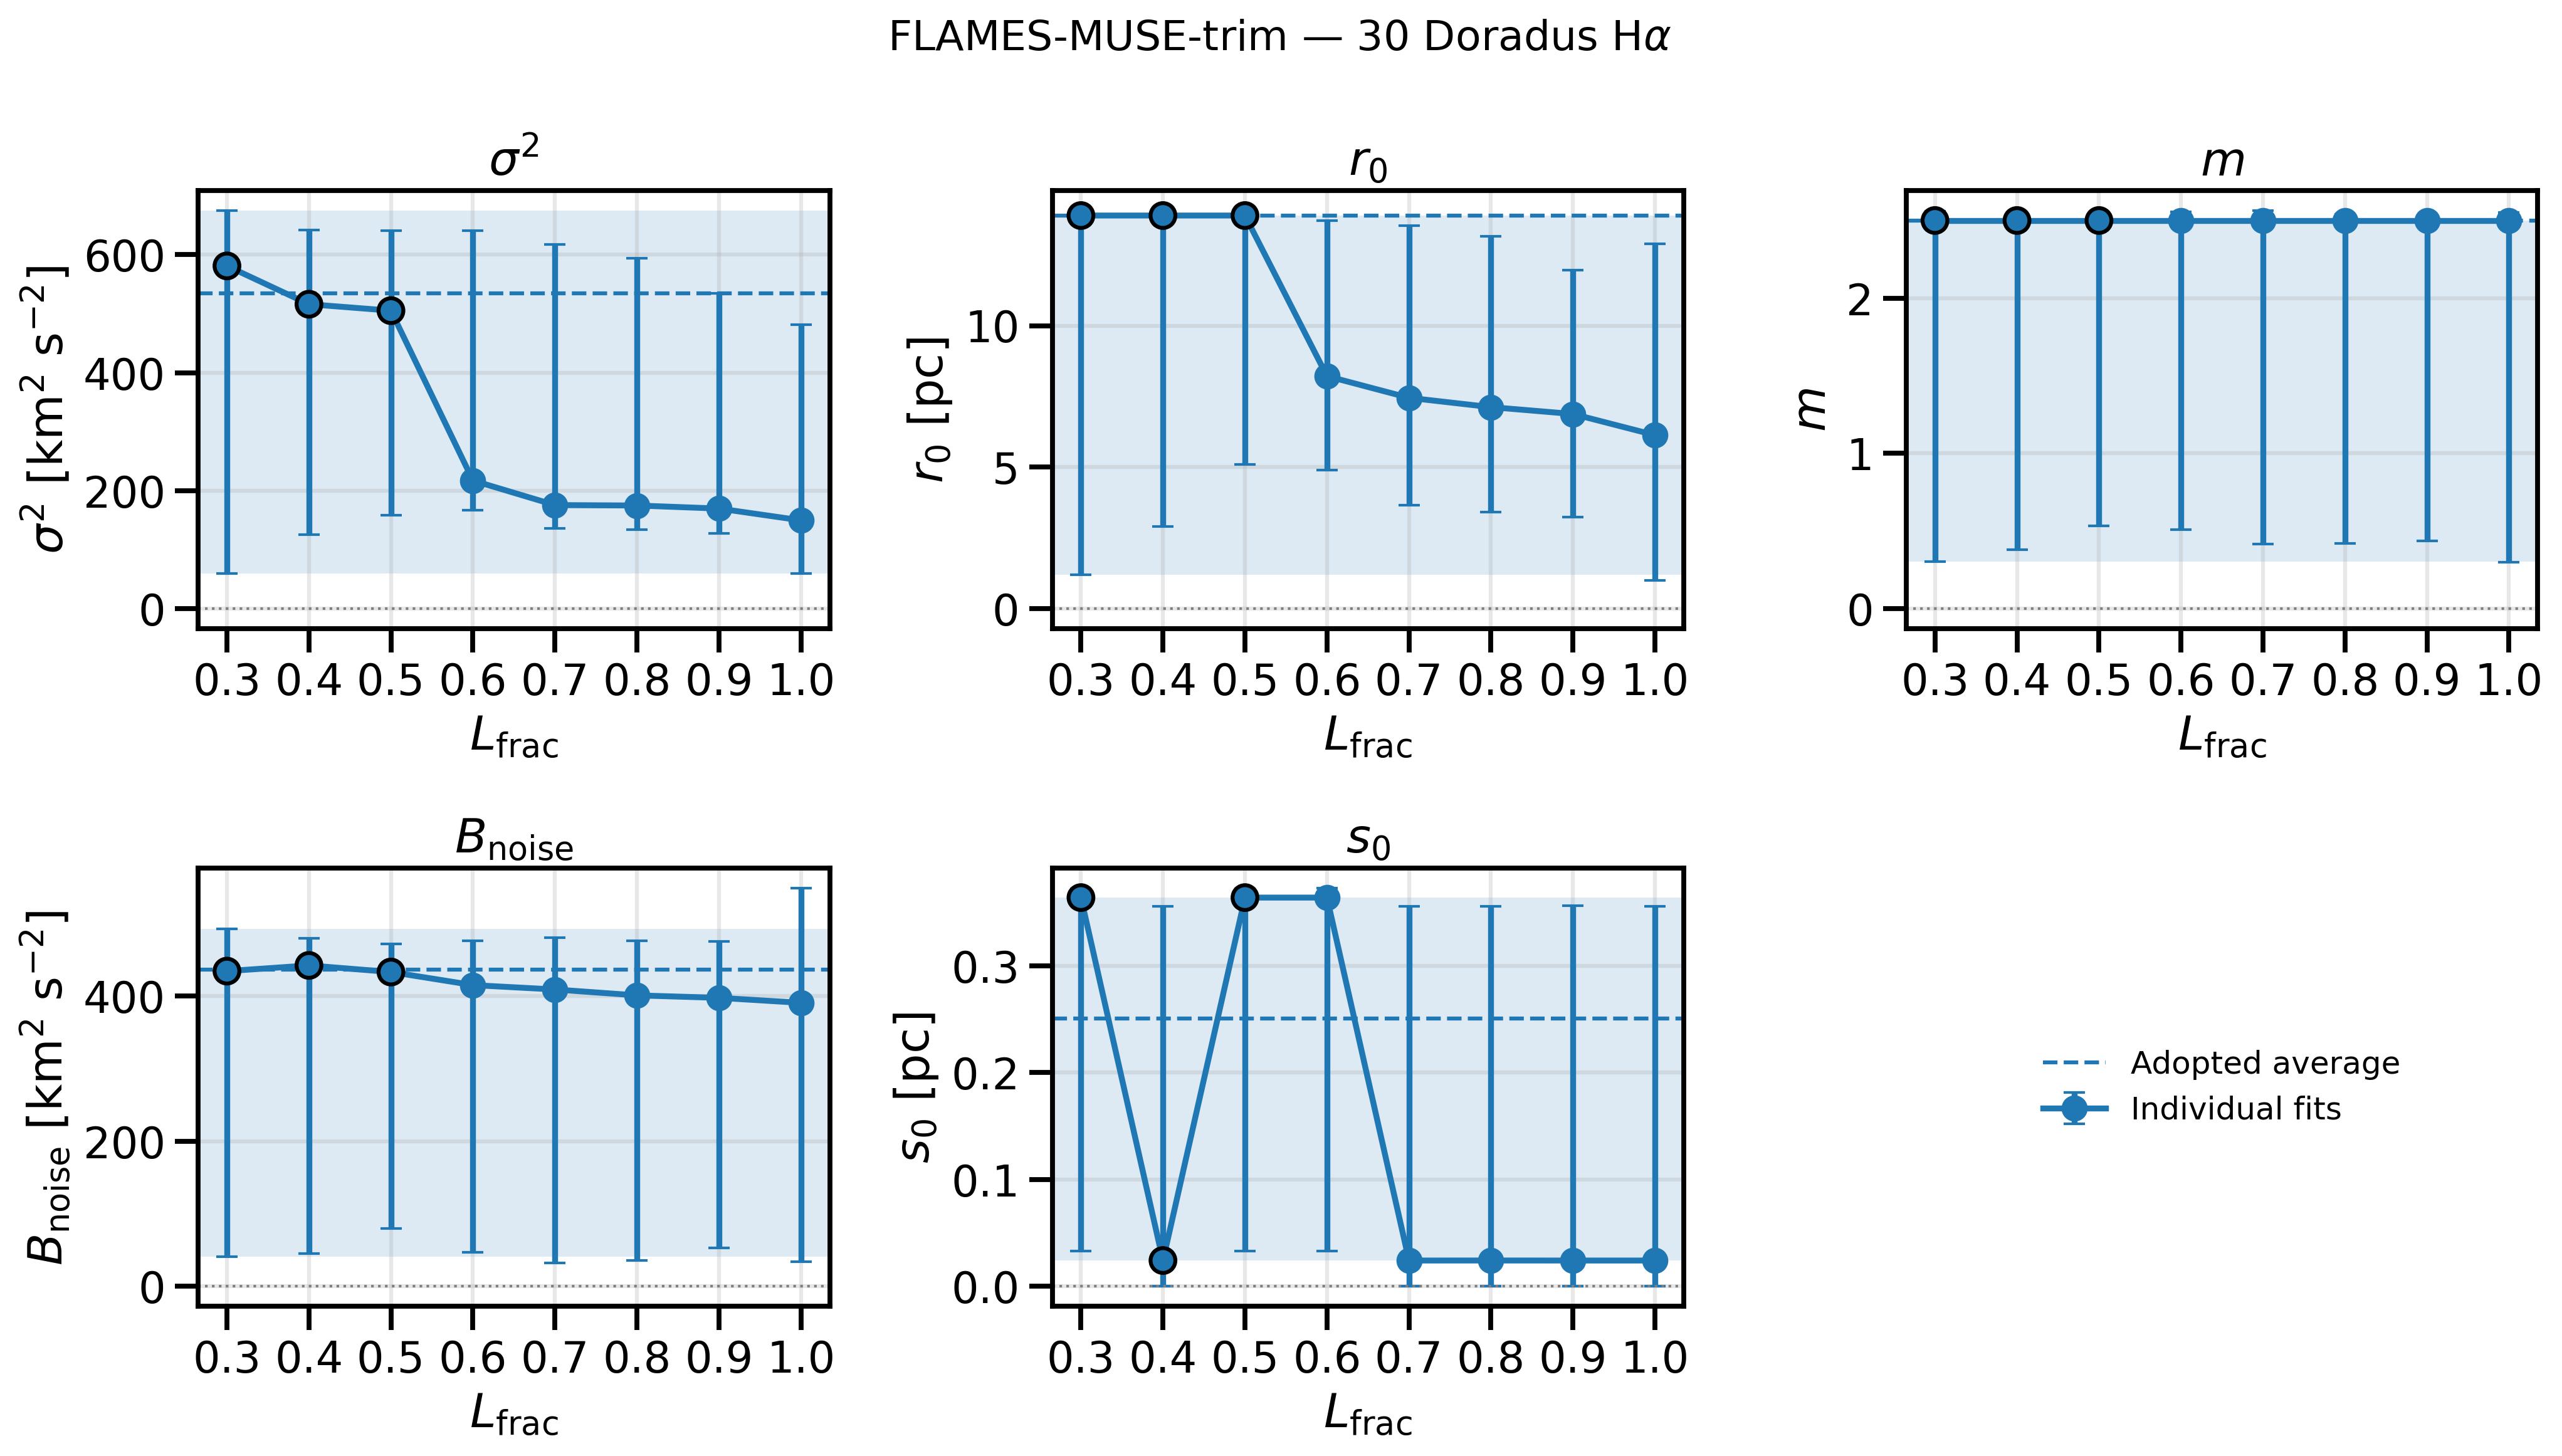 FLAMES-MUSE-trim — 30 Doradus Hα
σ²
σ² [km² s⁻²]
600
400
200
0
0.3 0.4 0.5 0.6 0.7 0.8 0.9 1.0
L_frac
r₀
r₀ [pc]
10
5
0
0.3 0.4 0.5 0.6 0.7 0.8 0.9 1.0
L_frac
m
m
2
1
0
0.3 0.4 0.5 0.6 0.7 0.8 0.9 1.0
L_frac
B_noise
B_noise [km² s⁻²]
400
200
0
0.3 0.4 0.5 0.6 0.7 0.8 0.9 1.0
L_frac
s₀
s₀ [pc]
0.3
0.2
0.1
0.0
0.3 0.4 0.5 0.6 0.7 0.8 0.9 1.0
L_frac
Adopted average
Individual fits